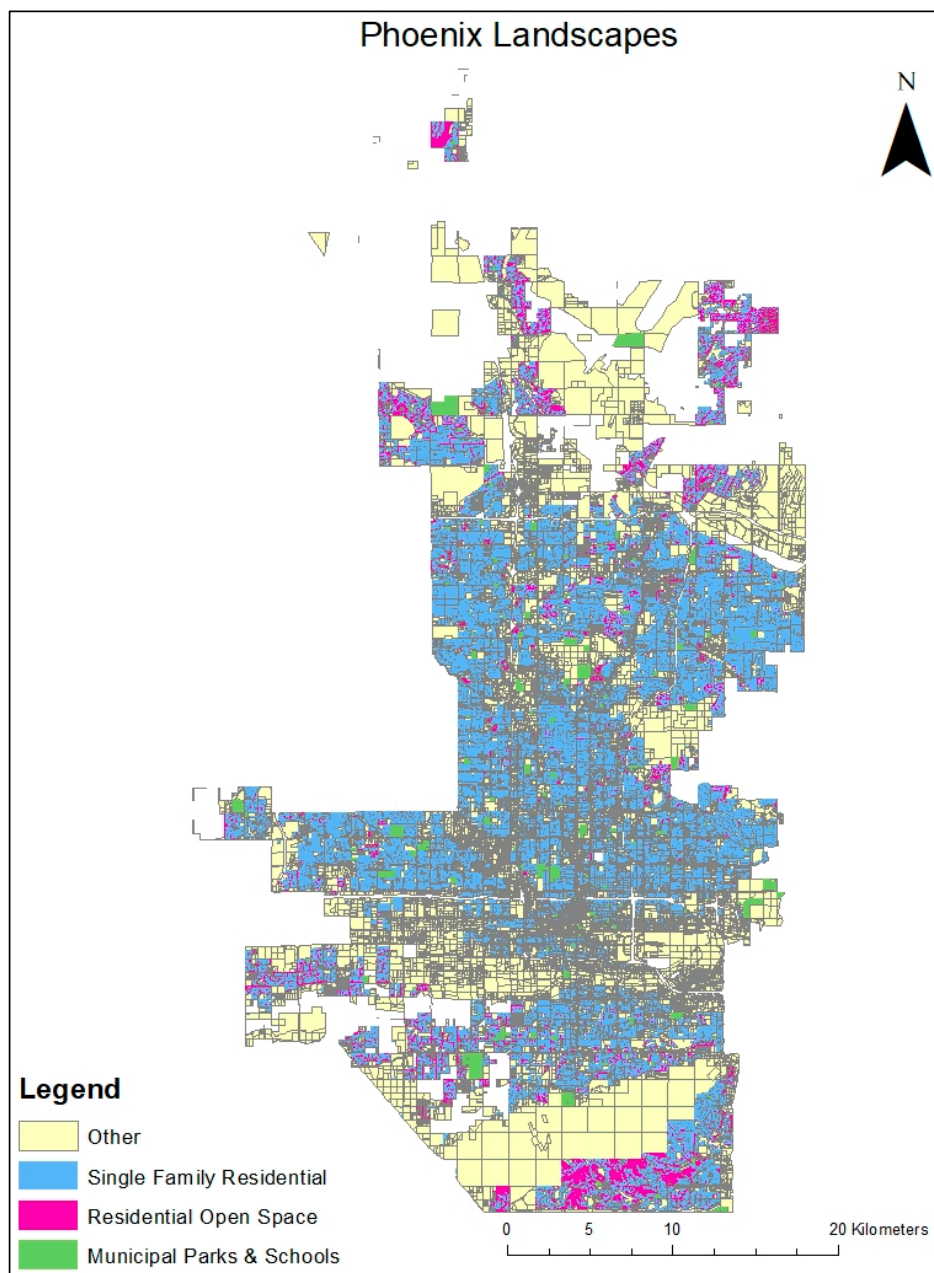 Phoenix Landscapes
N
Legend
Other
Single Family Residential
Residential Open Space
Municipal Parks & Schools
0 5 10 20 Kilometers